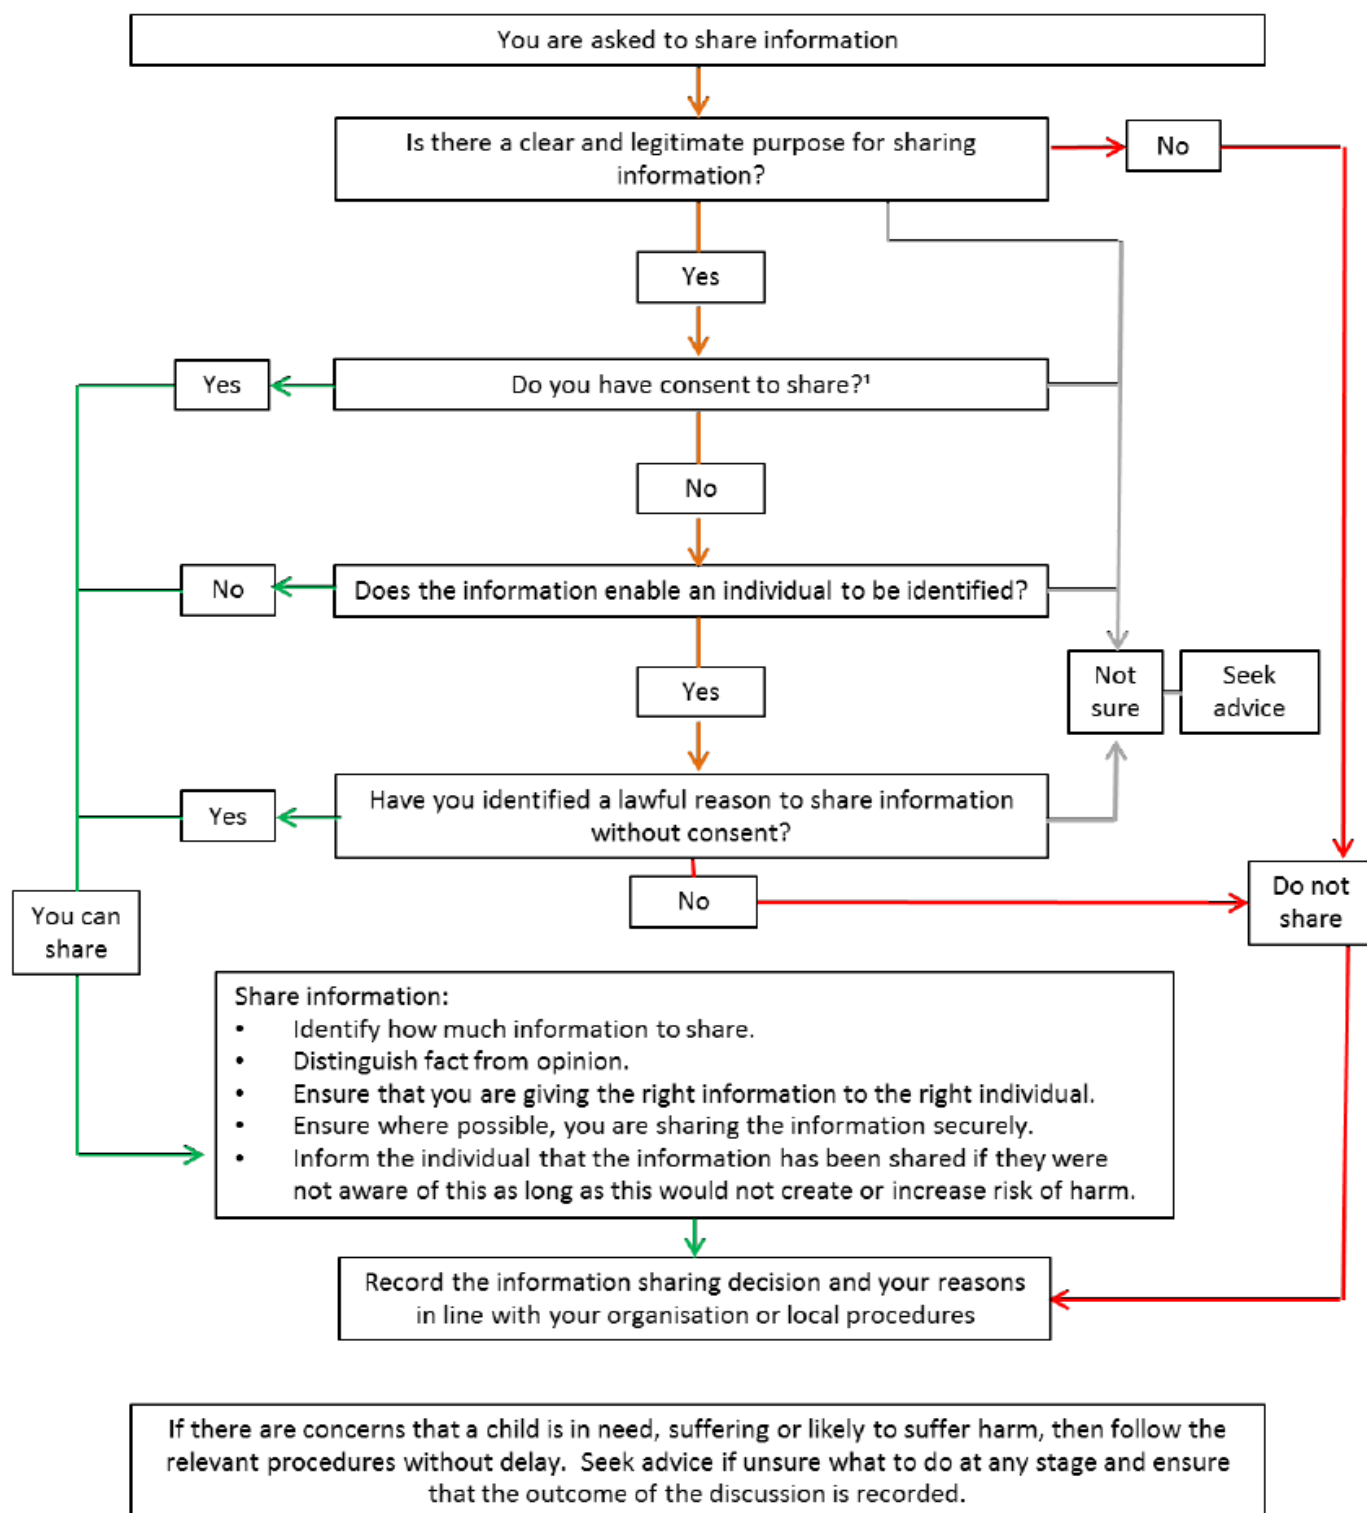 You are asked to share information
Is there a clear and legitimate purpose for sharing
information?
No
Yes
Yes
Do you have consent to share?¹
No
No
Does the information enable an individual to be identified?
Yes
Not
sure
Seek
advice
Yes
Have you identified a lawful reason to share information
without consent?
No
Do not
share
You can
share
Share information:
• Identify how much information to share.
• Distinguish fact from opinion.
• Ensure that you are giving the right information to the right individual.
• Ensure where possible, you are sharing the information securely.
• Inform the individual that the information has been shared if they were
not aware of this as long as this would not create or increase risk of harm.
Record the information sharing decision and your reasons
in line with your organisation or local procedures
If there are concerns that a child is in need, suffering or likely to suffer harm, then follow the
relevant procedures without delay.  Seek advice if unsure what to do at any stage and ensure
that the outcome of the discussion is recorded.